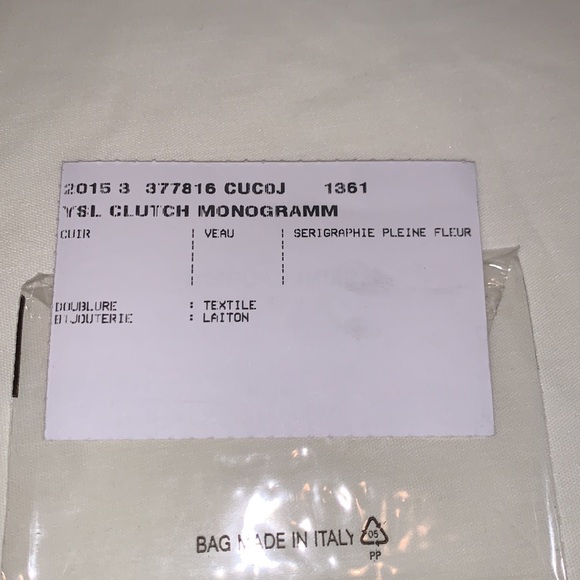 2015 3 377816 CUC0J 1361
YSL CLUTCH MONOGRAMM
CUIR | VEAU | SERIGRAPHIE PLEINE FLEUR
DOUBLURE : TEXTILE
BIJOUTERIE : LAITON
BAG MADE IN ITALY
05
PP